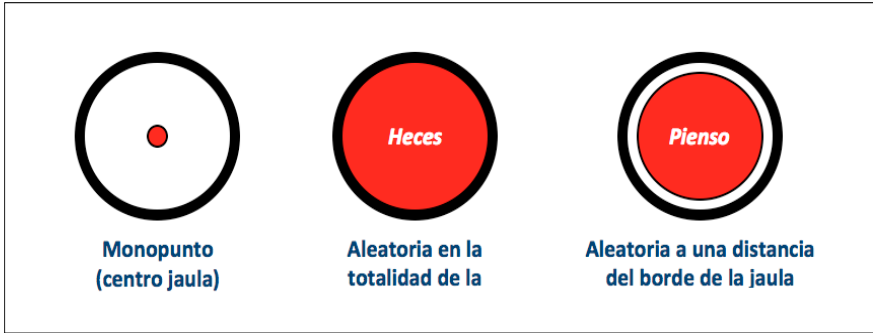 Heces
Pienso
Monopunto
(centro jaula)
Aleatoria en la
totalidad de la
Aleatoria a una distancia
del borde de la jaula